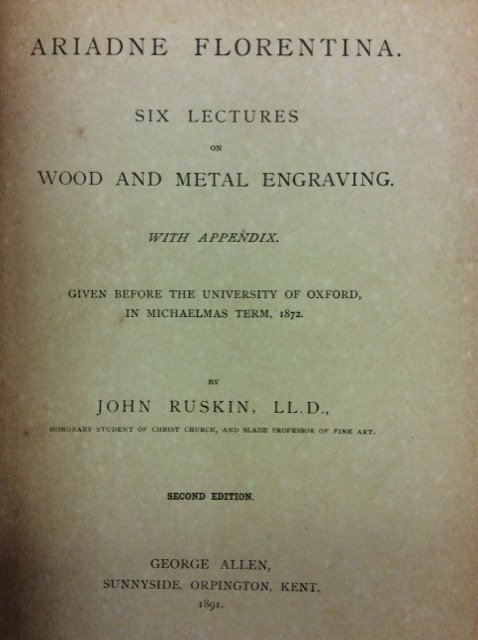 ARIADNE FLORENTINA.
SIX LECTURES
ON
WOOD AND METAL ENGRAVING.
WITH APPENDIX.
GIVEN BEFORE THE UNIVERSITY OF OXFORD,
IN MICHAELMAS TERM, 1872.
BY
JOHN RUSKIN, LL.D.,
HONORARY STUDENT OF CHRIST CHURCH, AND SLADE PROFESSOR OF FINE ART.
SECOND EDITION.
GEORGE ALLEN,
SUNNYSIDE, ORPINGTON, KENT.
1891.